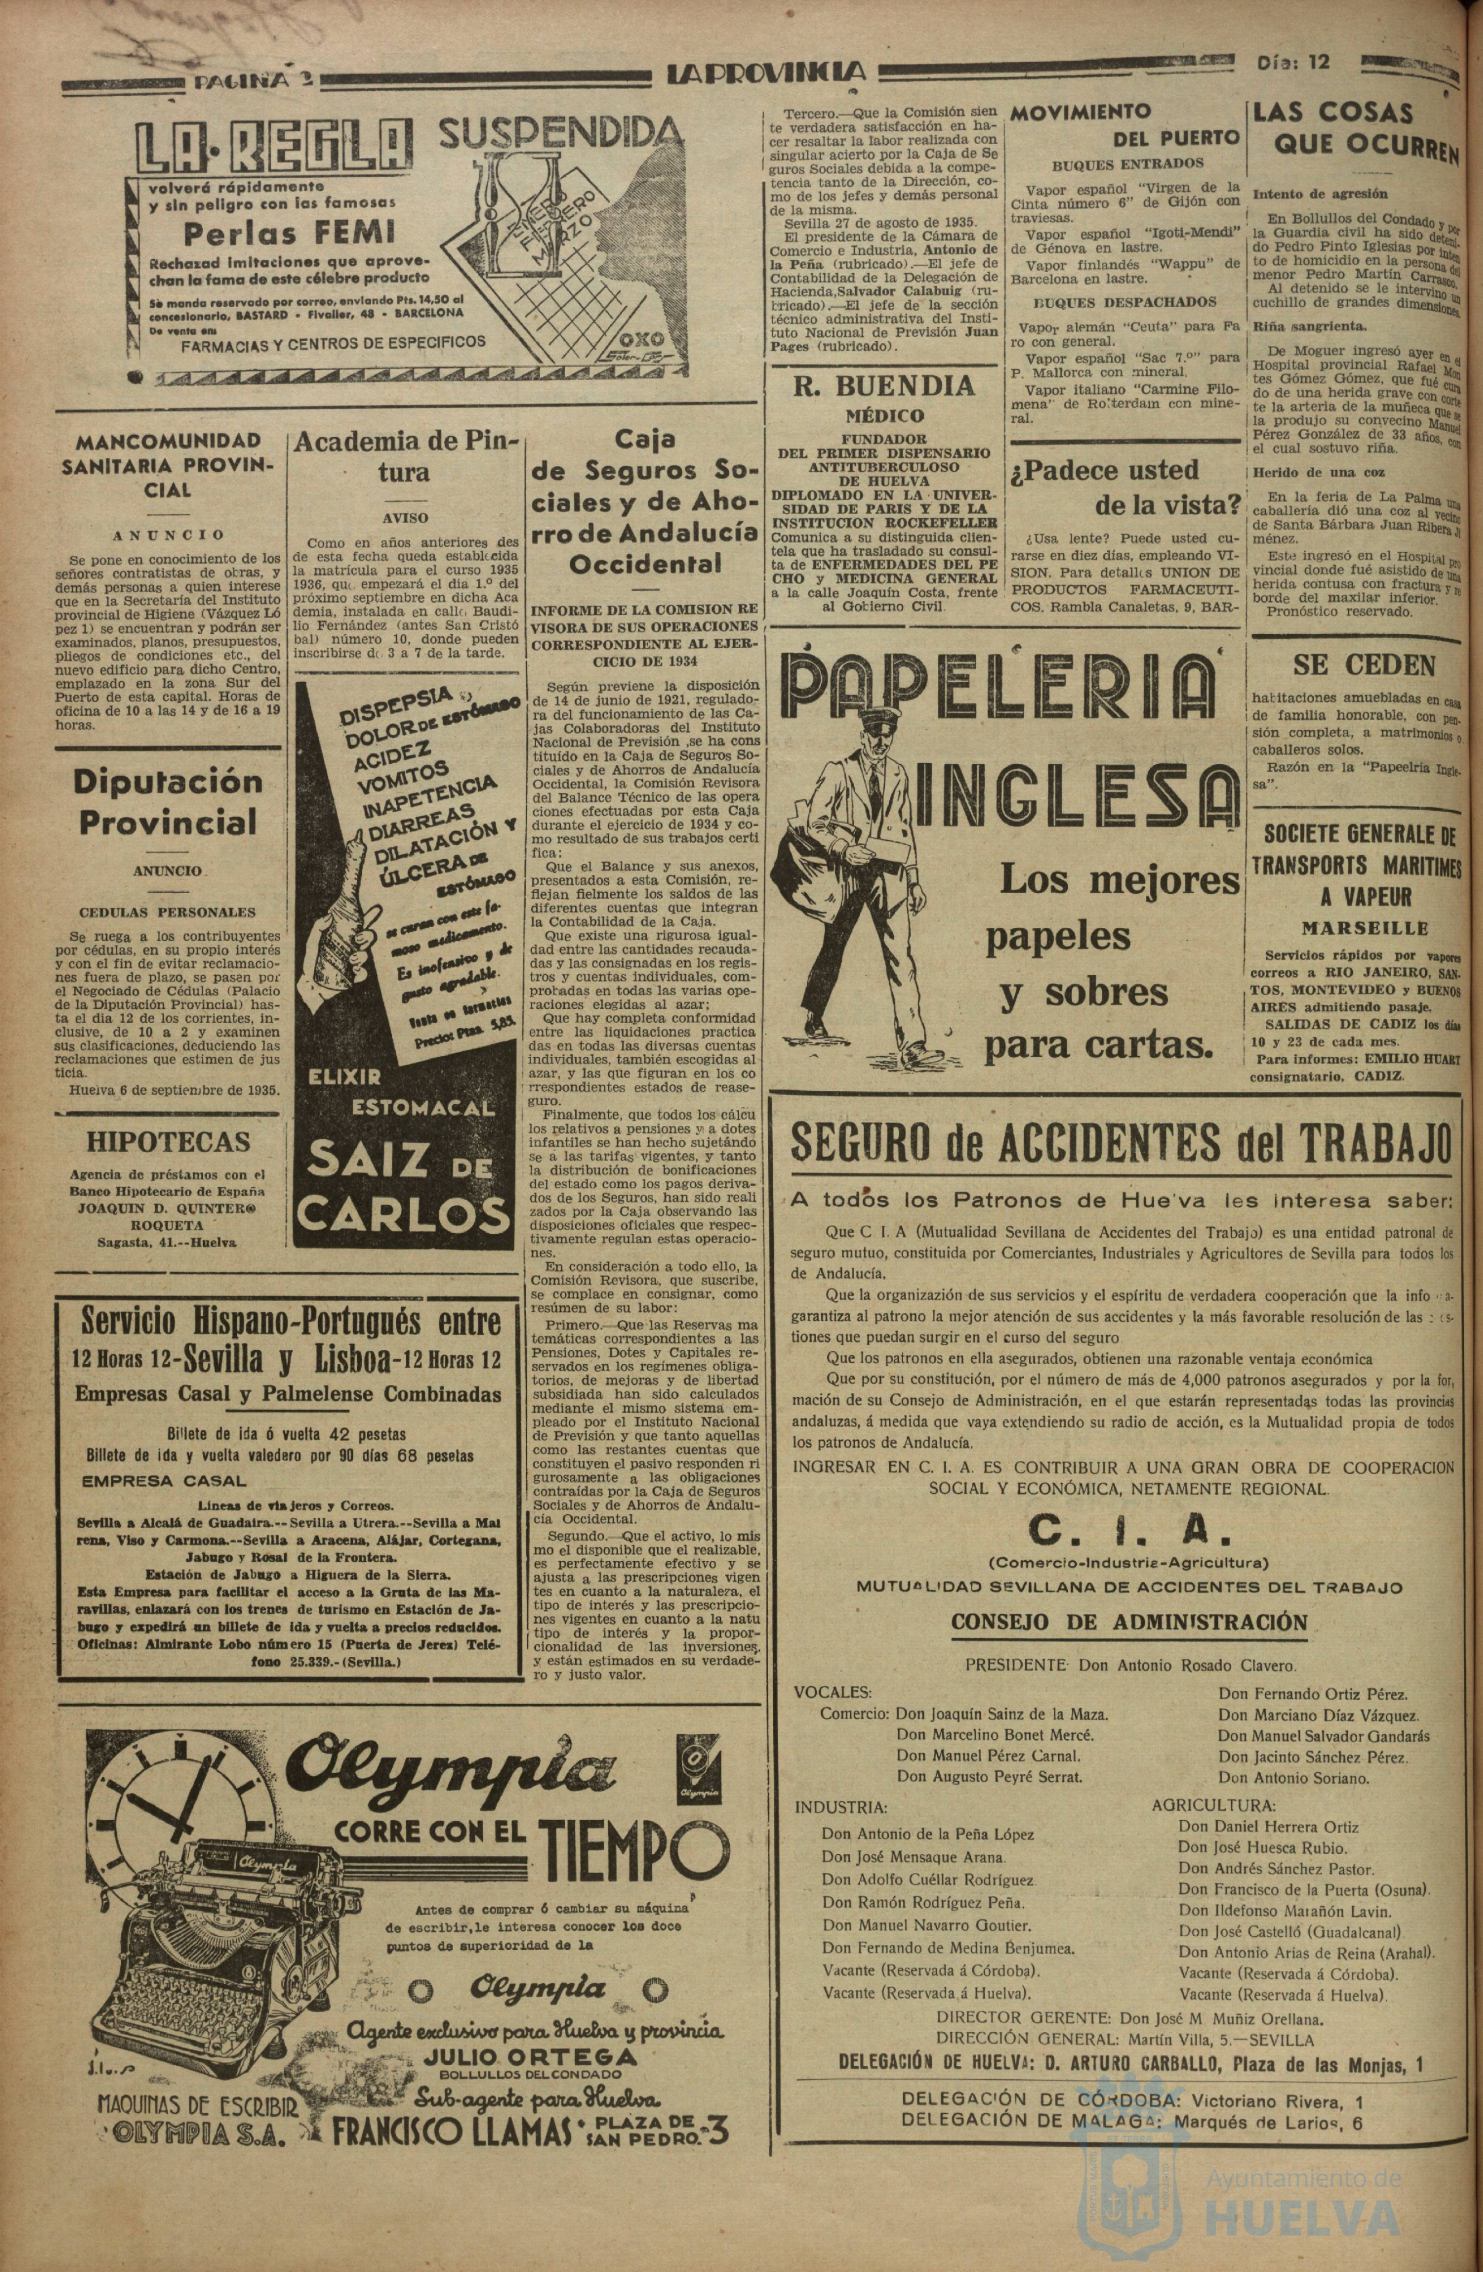 PAGINA 2
LA PROVINCIA
Día: 12
LA REGLA SUSPENDIDA
volverá rápidamente
y sin peligro con las famosas
Perlas FEMI
Rechazad imitaciones que aprove-
chan la fama de este célebre producto
Se manda reservado por correo, enviando Pts. 14,50 al
concesionario, BASTARD - Fivaller, 48 - BARCELONA
De venta en:
FARMACIAS Y CENTROS DE ESPECIFICOS
ENERO
FEBRERO
MARZO
OXO
MANCOMUNIDAD
SANITARIA PROVIN-
CIAL
ANUNCIO
Se pone en conocimiento de los
señores contratistas de obras, y
demás personas a quien interese
que en la Secretaría del Instituto
provincial de Higiene (Vázquez Ló
pez 1) se encuentran y podrán ser
examinados, planos, presupuestos,
pliegos de condiciones etc., del
nuevo edificio para dicho Centro,
emplazado en la zona Sur del
Puerto de esta capital. Horas de
oficina de 10 a las 14 y de 16 a 19
horas.
Diputación
Provincial
ANUNCIO
CEDULAS PERSONALES
Se ruega a los contribuyentes
por cédulas, en su propio interés
y con el fin de evitar reclamacio-
nes fuera de plazo, se pasen por
el Negociado de Cédulas (Palacio
de la Diputación Provincial) has-
ta el dia 12 de los corrientes, in-
clusive, de 10 a 2 y examinen
sus clasificaciones, deduciendo las
reclamaciones que estimen de jus
ticia.
Huelva 6 de septiembre de 1935.
HIPOTECAS
Agencia de préstamos con el
Banco Hipotecario de España
JOAQUIN D. QUINTERO
ROQUETA
Sagasta, 41.--Huelva
Academia de Pin-
tura
AVISO
Como en años anteriores des
de esta fecha queda establecida
la matrícula para el curso 1935
1936, que empezará el dia 1.º del
próximo septiembre en dicha Aca
demia, instalada en calle Baudi-
lio Fernández (antes San Cristó
bal) número 10, donde pueden
inscribirse de 3 a 7 de la tarde.
DISPEPSIA
DOLOR DE ESTÓMAGO
ACIDEZ
VOMITOS
INAPETENCIA
DIARREAS
DILATACIÓN Y
ÚLCERA DE
ESTÓMAGO
se curan con este fa-
moso medicamento.
Es inofensivo y de
gusto agradable.
Venta en farmacias
Precio: Ptas. 5,85.
ELIXIR
ESTOMACAL
SAIZ DE
CARLOS
Caja
de Seguros So-
ciales y de Aho-
rro de Andalucía
Occidental
INFORME DE LA COMISION RE
VISORA DE SUS OPERACIONES
CORRESPONDIENTE AL EJER-
CICIO DE 1934
Según previene la disposición
de 14 de junio de 1921, regulado-
ra del funcionamiento de las Ca-
jas Colaboradoras del Instituto
Nacional de Previsión ,se ha cons
tituído en la Caja de Seguros So-
ciales y de Ahorros de Andalucía
Occidental, la Comisión Revisora
del Balance Técnico de las opera
ciones efectuadas por esta Caja
durante el ejercicio de 1934 y co-
mo resultado de sus trabajos certi
fica:
Que el Balance y sus anexos,
presentados a esta Comisión, re-
flejan fielmente los saldos de las
diferentes cuentas que integran
la Contabilidad de la Caja.
Que existe una rigurosa igual-
dad entre las cantidades recauda-
das y las consignadas en los regis-
tros y cuentas individuales, com-
probadas en todas las varias ope-
raciones elegidas al azar;
Que hay completa conformidad
entre las liquidaciones practica
das en todas las diversas cuentas
individuales, también escogidas al
azar, y las que figuran en los co
rrespondientes estados de rease-
guro.
Finalmente, que todos los cálcu
los relativos a pensiones y a dotes
infantiles se han hecho sujetándo
se a las tarifas vigentes, y tanto
la distribución de bonificaciones
del estado como los pagos deriva-
dos de los Seguros, han sido reali
zados por la Caja observando las
disposiciones oficiales que respec-
tivamente regulan estas operacio-
nes.
En consideración a todo ello, la
Comisión Revisora, que suscribe,
se complace en consignar, como
resúmen de su labor:
Primero.—Que las Reservas ma
temáticas correspondientes a las
Pensiones, Dotes y Capitales re-
servados en los regímenes obliga-
torios, de mejoras y de libertad
subsidiada han sido calculados
mediante el mismo sistema em-
pleado por el Instituto Nacional
de Previsión y que tanto aquellas
como las restantes cuentas que
constituyen el pasivo responden ri
gurosamente a las obligaciones
contraídas por la Caja de Seguros
Sociales y de Ahorros de Andalu-
cía Occidental.
Segundo.—Que el activo, lo mis
mo el disponible que el realizable,
es perfectamente efectivo y se
ajusta a las prescripciones vigen
tes en cuanto a la naturaleza, el
tipo de interés y las prescripcio-
nes vigentes en cuanto a la natu
tipo de interés y la propor-
cionalidad de las inversiones,
y están estimados en su verdade-
ro y justo valor.
Tercero.—Que la Comisión sien
te verdadera satisfacción en ha-
cer resaltar la labor realizada con
singular acierto por la Caja de Se
guros Sociales debida a la compe-
tencia tanto de la Dirección, co-
mo de los jefes y demás personal
de la misma.
Sevilla 27 de agosto de 1935.
El presidente de la Cámara de
Comercio e Industria, Antonio de
la Peña (rubricado).—El jefe de
Contabilidad de la Delegación de
Hacienda,Salvador Calabuig (ru-
bricado).—El jefe de la sección
técnico administrativa del Insti-
tuto Nacional de Previsión Juan
Pages (rubricado).
R. BUENDIA
MÉDICO
FUNDADOR
DEL PRIMER DISPENSARIO
ANTITUBERCULOSO
DE HUELVA
DIPLOMADO EN LA UNIVER-
SIDAD DE PARIS Y DE LA
INSTITUCION ROCKEFELLER
Comunica a su distinguida clien-
tela que ha trasladado su consul-
ta de ENFERMEDADES DEL PE
CHO y MEDICINA GENERAL
a la calle Joaquín Costa, frente
al Gobierno Civil.
MOVIMIENTO
DEL PUERTO
BUQUES ENTRADOS
Vapor español "Virgen de la
Cinta número 6" de Gijón con
traviesas.
Vapor español "Igoti-Mendi"
de Génova en lastre.
Vapor finlandés "Wappu" de
Barcelona en lastre.
BUQUES DESPACHADOS
Vapor alemán "Ceuta" para Fa
ro con general.
Vapor español "Sac 7.º" para
P. Mallorca con mineral.
Vapor italiano "Carmine Filo-
mena" de Rotterdam con mine-
ral.
¿Padece usted
de la vista?
¿Usa lente? Puede usted cu-
rarse en diez días, empleando VI-
SION. Para detalles UNION DE
PRODUCTOS FARMACEUTI-
COS. Rambla Canaletas, 9, BAR-
LAS COSAS
QUE OCURREN
Intento de agresión
En Bollullos del Condado y por
la Guardia civil ha sido deteni-
do Pedro Pinto Iglesias por inten
to de homicidio en la persona del
menor Pedro Martín Carrasco.
Al detenido se le intervino un
cuchillo de grandes dimensiones.
Riña sangrienta.
De Moguer ingresó ayer en el
Hospital provincial Rafael Mon
tes Gómez Gómez, que fué cura
do de una herida grave con corte
te la arteria de la muñeca que se
la produjo su convecino Manuel
Pérez González de 33 años, con
el cual sostuvo riña.
Herido de una coz
En la feria de La Palma una
caballería dió una coz al vecino
de Santa Bárbara Juan Ribera Ji
ménez.
Este ingresó en el Hospital pro
vincial donde fué asistido de una
herida contusa con fractura y re
borde del maxilar inferior.
Pronóstico reservado.
SE CEDEN
habitaciones amuebladas en casa
de familia honorable, con pen-
sión completa, a matrimonios o
caballeros solos.
Razón en la "Papeelría Ingle-
sa".
PAPELERIA
INGLESA
Los mejores
papeles
y sobres
para cartas.
SOCIETE GENERALE DE
TRANSPORTS MARITIMES
A VAPEUR
MARSEILLE
Servicios rápidos por vapores
correos a RIO JANEIRO, SAN-
TOS, MONTEVIDEO y BUENOS
AIRES admitiendo pasaje.
SALIDAS DE CADIZ los días
10 y 23 de cada mes.
Para informes: EMILIO HUART
consignatario, CADIZ.
Servicio Hispano-Portugués entre
12 Horas 12-Sevilla y Lisboa-12 Horas 12
Empresas Casal y Palmelense Combinadas
Billete de ida ó vuelta 42 pesetas
Billete de ida y vuelta valedero por 90 días 68 pesetas
EMPRESA CASAL
Líneas de viajeros y Correos.
Sevilla a Alcalá de Guadaira.--Sevilla a Utrera.--Sevilla a Mai
rena, Viso y Carmona.--Sevilla a Aracena, Alájar, Cortegana,
Jabugo y Rosal de la Frontera.
Estación de Jabugo a Higuera de la Sierra.
Esta Empresa para facilitar el acceso a la Gruta de las Ma-
ravillas, enlazará con los trenes de turismo en Estación de Ja-
bugo y expedirá un billete de ida y vuelta a precios reducidos.
Oficinas: Almirante Lobo número 15 (Puerta de Jerez) Telé-
fono 25.339.-(Sevilla.)
Olympia
CORRE CON EL TIEMPO
Olympia
Olympia
Antes de comprar ó cambiar su máquina
de escribir,le interesa conocer los doce
puntos de superioridad de la
Olympia
Agente exclusivo para Huelva y provincia
JULIO ORTEGA
BOLLULLOS DEL CONDADO
Sub-agente para Huelva
FRANCISCO LLAMAS · PLAZA DE
SAN PEDRO.-3
MAQUINAS DE ESCRIBIR
OLYMPIA S.A.
SEGURO de ACCIDENTES del TRABAJO
A todos los Patronos de Hue'va les interesa saber:
Que C I. A (Mutualidad Sevillana de Accidentes del Trabajo) es una entidad patronal de
seguro mutuo, constituida por Comerciantes, Industriales y Agricultores de Sevilla para todos los
de Andalucía.
Que la organización de sus servicios y el espíritu de verdadera cooperación que la info
garantiza al patrono la mejor atención de sus accidentes y la más favorable resolución de las
tiones que puedan surgir en el curso del seguro
Que los patronos en ella asegurados, obtienen una razonable ventaja económica
Que por su constitución, por el número de más de 4,000 patronos asegurados y por la for,
mación de su Consejo de Administración, en el que estarán representadas todas las provincias
andaluzas, á medida que vaya extendiendo su radio de acción, es la Mutualidad propia de todos
los patronos de Andalucía.
INGRESAR EN C. I. A. ES CONTRIBUIR A UNA GRAN OBRA DE COOPERACION
SOCIAL Y ECONÓMICA, NETAMENTE REGIONAL.
C. I. A.
(Comercio-Industria-Agricultura)
MUTUALIDAD SEVILLANA DE ACCIDENTES DEL TRABAJO
CONSEJO DE ADMINISTRACIÓN
PRESIDENTE Don Antonio Rosado Clavero.
VOCALES:
Comercio: Don Joaquín Sainz de la Maza.
Don Marcelino Bonet Mercé.
Don Manuel Pérez Carnal.
Don Augusto Peyré Serrat.
Don Fernando Ortiz Pérez.
Don Marciano Díaz Vázquez.
Don Manuel Salvador Gandarás
Don Jacinto Sánchez Pérez.
Don Antonio Soriano.
INDUSTRIA:
Don Antonio de la Peña López
Don José Mensaque Arana.
Don Adolfo Cuéllar Rodríguez
Don Ramón Rodríguez Peña.
Don Manuel Navarro Goutier.
Don Fernando de Medina Benjumea.
Vacante (Reservada á Córdoba).
Vacante (Reservada á Huelva).
AGRICULTURA:
Don Daniel Herrera Ortiz
Don José Huesca Rubio.
Don Andrés Sánchez Pastor.
Don Francisco de la Puerta (Osuna).
Don Ildefonso Marañón Lavin.
Don José Castelló (Guadalcanal)
Don Antonio Arias de Reina (Arahal).
Vacante (Reservada á Córdoba).
Vacante (Reservada á Huelva).
DIRECTOR GERENTE: Don José M. Muñiz Orellana.
DIRECCIÓN GENERAL: Martín Villa, 5.—SEVILLA
DELEGACIÓN DE HUELVA: D. ARTURO CARBALLO, Plaza de las Monjas, 1
DELEGACIÓN DE CÓRDOBA: Victoriano Rivera, 1
DELEGACIÓN DE MALAGA: Marqués de Larios, 6
Ayuntamiento de
HUELVA